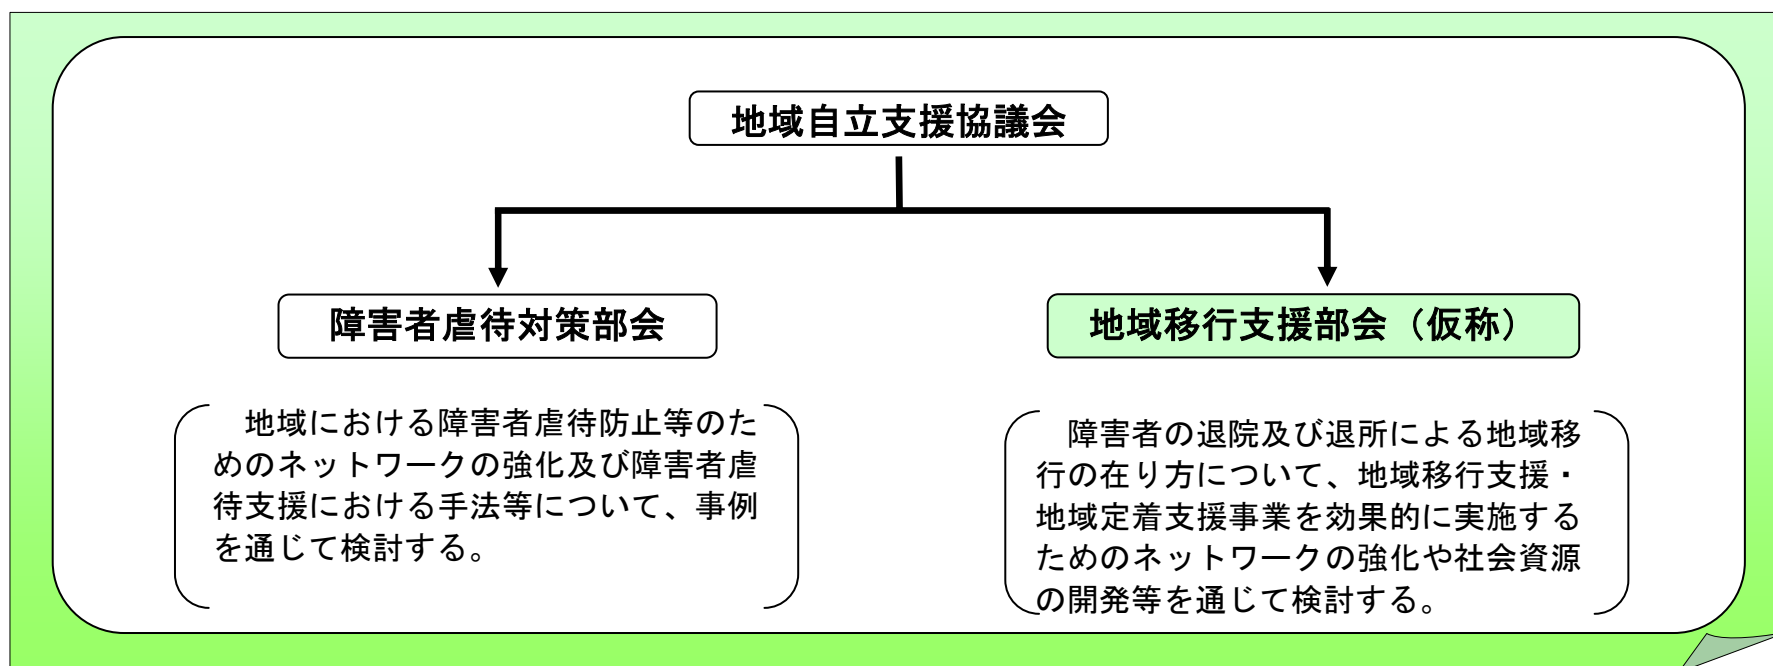 地域自立支援協議会
障害者虐待対策部会
地域における障害者虐待防止等のた
めのネットワークの強化及び障害者虐
待支援における手法等について、事例
を通じて検討する。
地域移行支援部会（仮称）
障害者の退院及び退所による地域移
行の在り方について、地域移行支援・
地域定着支援事業を効果的に実施する
ためのネットワークの強化や社会資源
の開発等を通じて検討する。